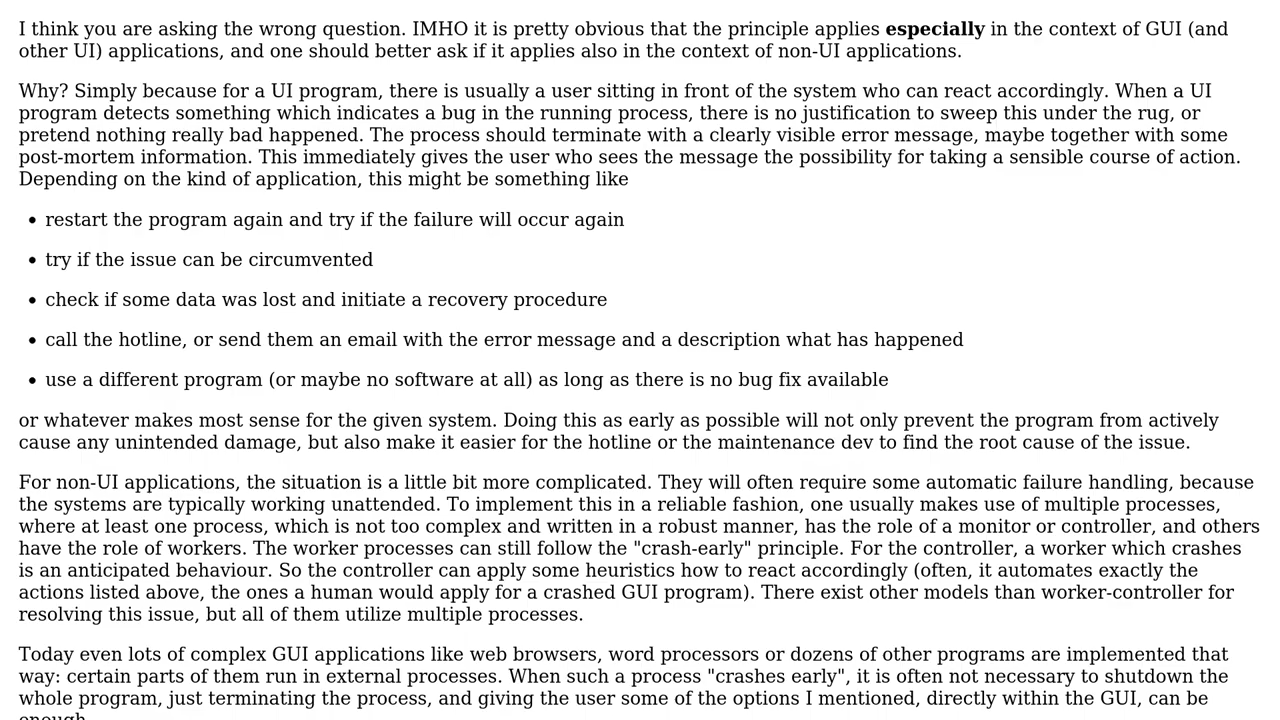 I think you are asking the wrong question. IMHO it is pretty obvious that the principle applies especially in the context of GUI (and
other UI) applications, and one should better ask if it applies also in the context of non-UI applications.
Why? Simply because for a UI program, there is usually a user sitting in front of the system who can react accordingly. When a UI
program detects something which indicates a bug in the running process, there is no justification to sweep this under the rug, or
pretend nothing really bad happened. The process should terminate with a clearly visible error message, maybe together with some
post-mortem information. This immediately gives the user who sees the message the possibility for taking a sensible course of action.
Depending on the kind of application, this might be something like
• restart the program again and try if the failure will occur again
• try if the issue can be circumvented
• check if some data was lost and initiate a recovery procedure
• call the hotline, or send them an email with the error message and a description what has happened
• use a different program (or maybe no software at all) as long as there is no bug fix available
or whatever makes most sense for the given system. Doing this as early as possible will not only prevent the program from actively
cause any unintended damage, but also make it easier for the hotline or the maintenance dev to find the root cause of the issue.
For non-UI applications, the situation is a little bit more complicated. They will often require some automatic failure handling, because
the systems are typically working unattended. To implement this in a reliable fashion, one usually makes use of multiple processes,
where at least one process, which is not too complex and written in a robust manner, has the role of a monitor or controller, and others
have the role of workers. The worker processes can still follow the "crash-early" principle. For the controller, a worker which crashes
is an anticipated behaviour. So the controller can apply some heuristics how to react accordingly (often, it automates exactly the
actions listed above, the ones a human would apply for a crashed GUI program). There exist other models than worker-controller for
resolving this issue, but all of them utilize multiple processes.
Today even lots of complex GUI applications like web browsers, word processors or dozens of other programs are implemented that
way: certain parts of them run in external processes. When such a process "crashes early", it is often not necessary to shutdown the
whole program, just terminating the process, and giving the user some of the options I mentioned, directly within the GUI, can be
enough.